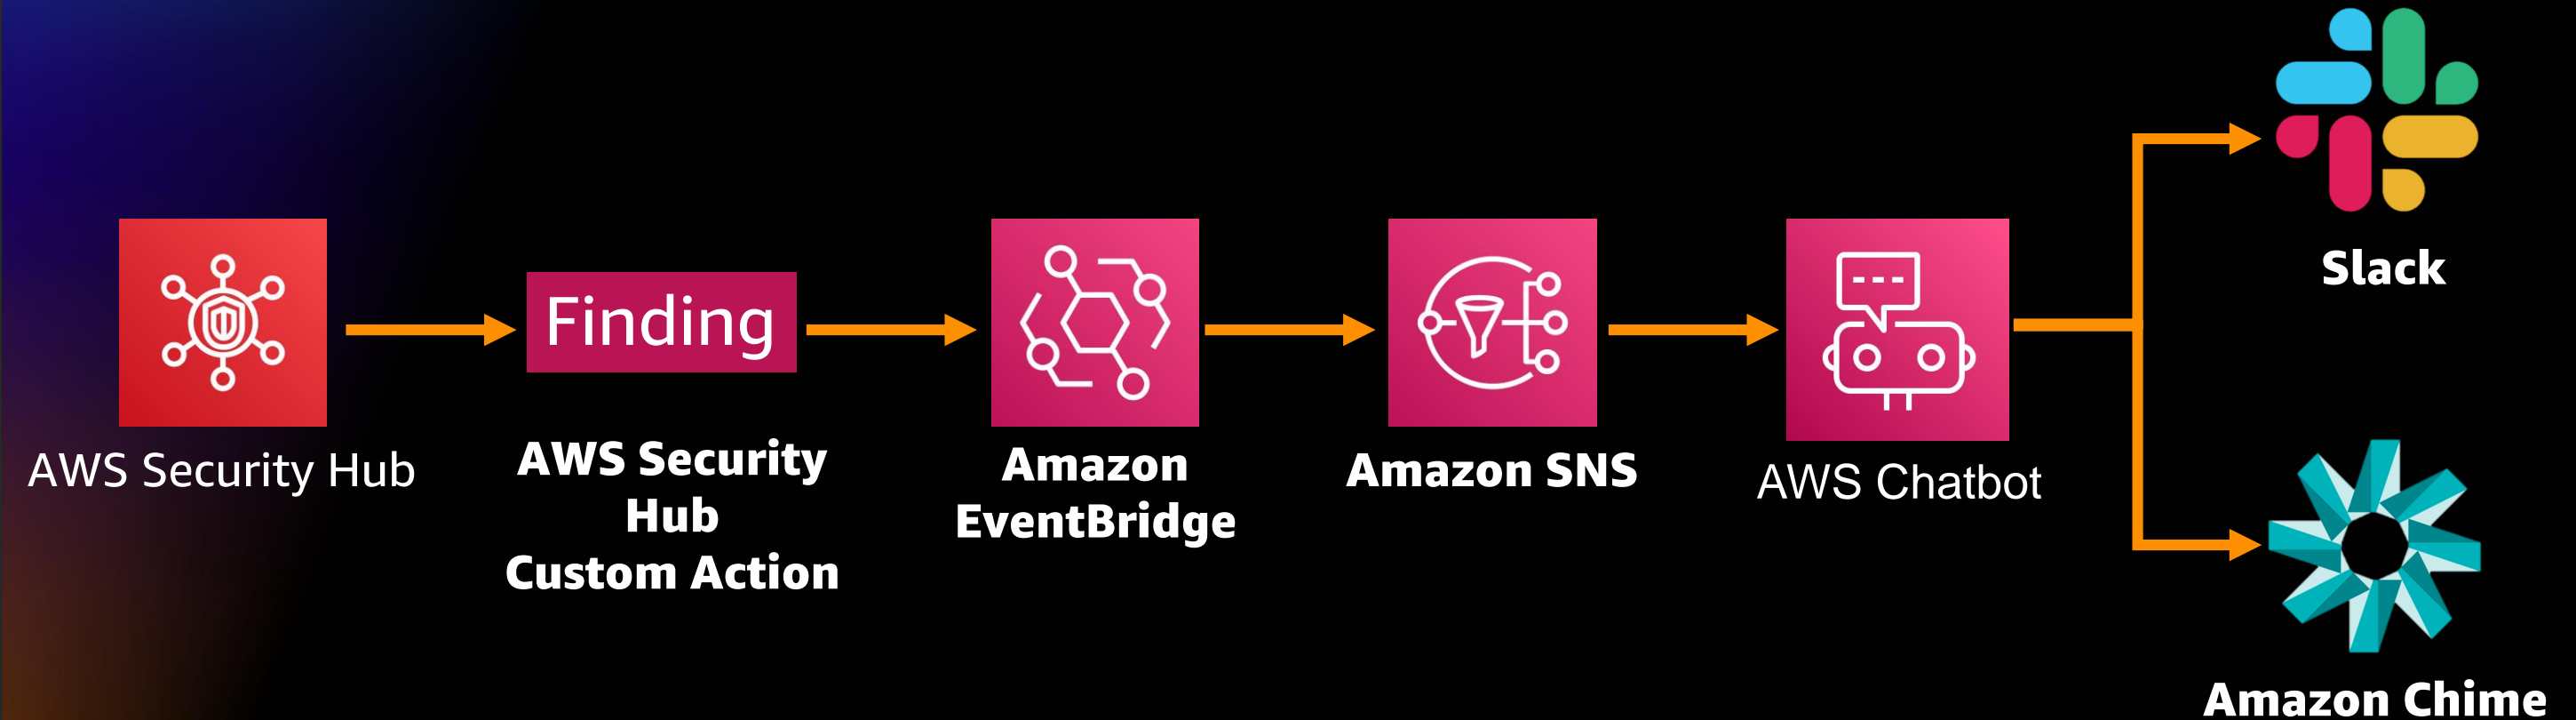 AWS Security Hub
Finding
AWS Security
Hub
Custom Action
Amazon
EventBridge
Amazon SNS
AWS Chatbot
Slack
Amazon Chime